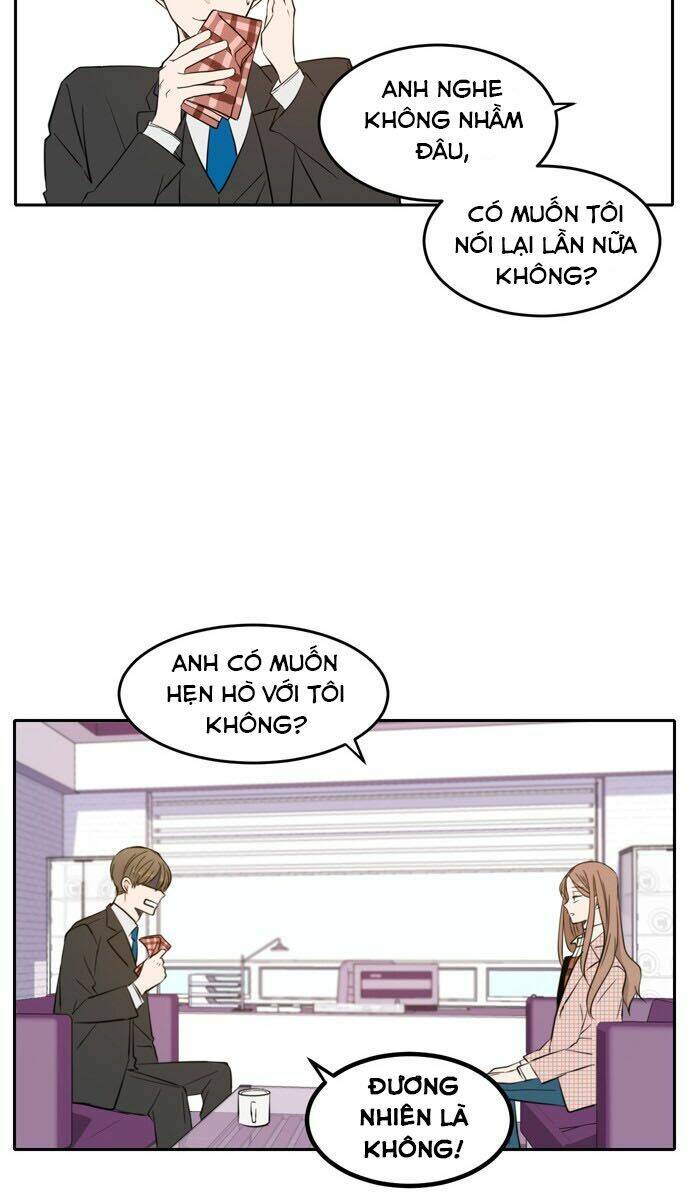 ANH NGHE
KHÔNG NHẦM
ĐÂU,
CÓ MUỐN TÔI
NÓI LẠI LẦN NỮA
KHÔNG?
ANH CÓ MUỐN
HẸN HÒ VỚI TÔI
KHÔNG?
ĐƯƠNG
NHIÊN LÀ
KHÔNG!